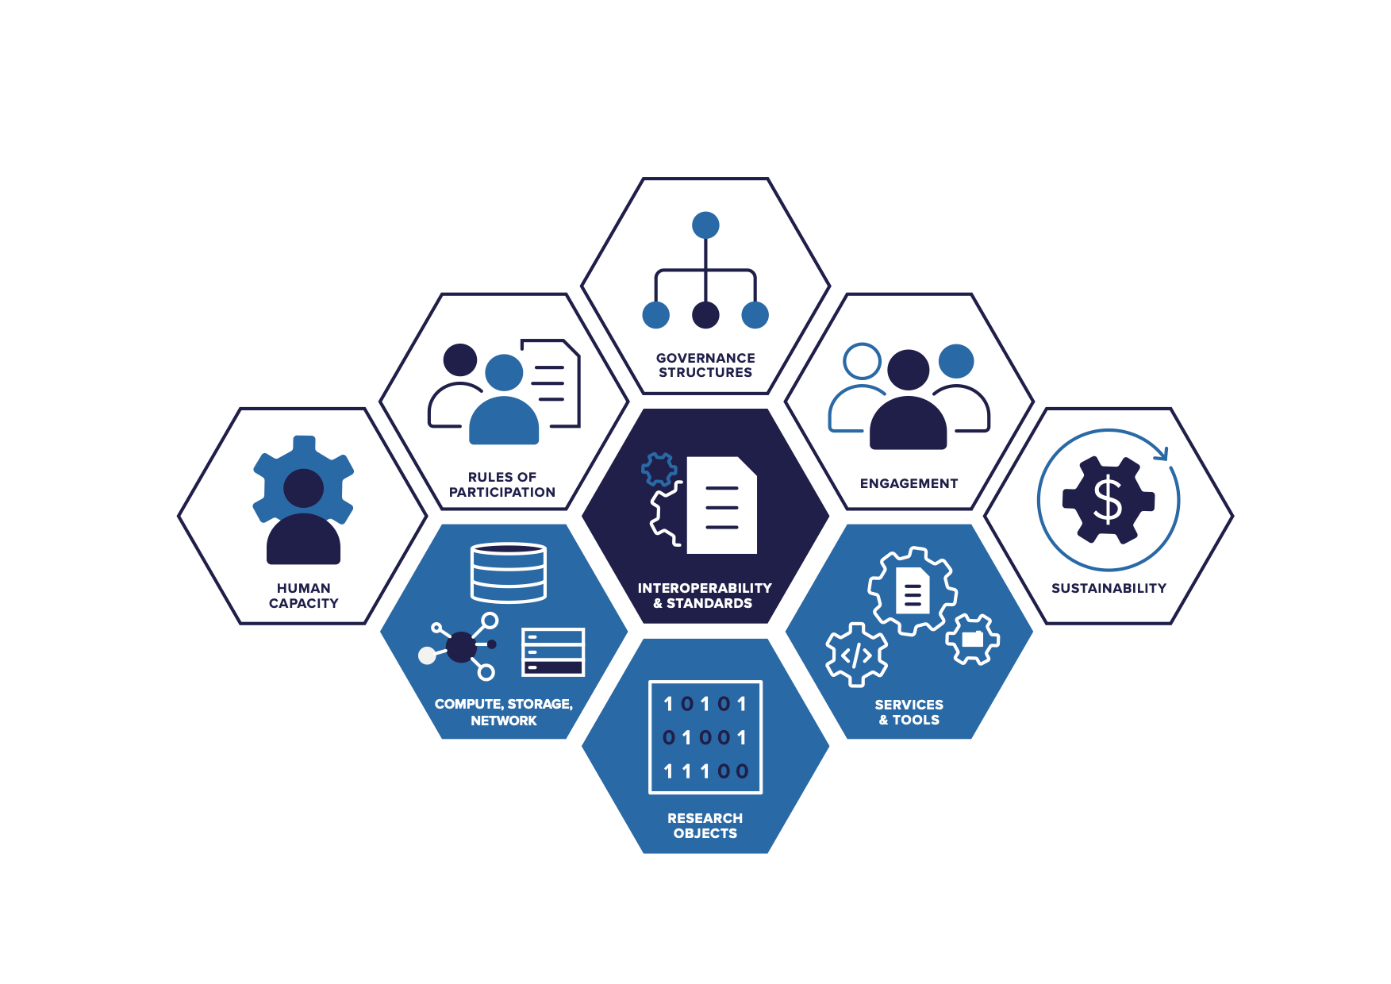 GOVERNANCE
STRUCTURES
RULES OF
PARTICIPATION
ENGAGEMENT
HUMAN
CAPACITY
INTEROPERABILITY
& STANDARDS
$
SUSTAINABILITY
COMPUTE, STORAGE,
NETWORK
</>
SERVICES
& TOOLS
1 0 1 0 1
0 1 0 0 1
1 1 1 0 0
RESEARCH
OBJECTS